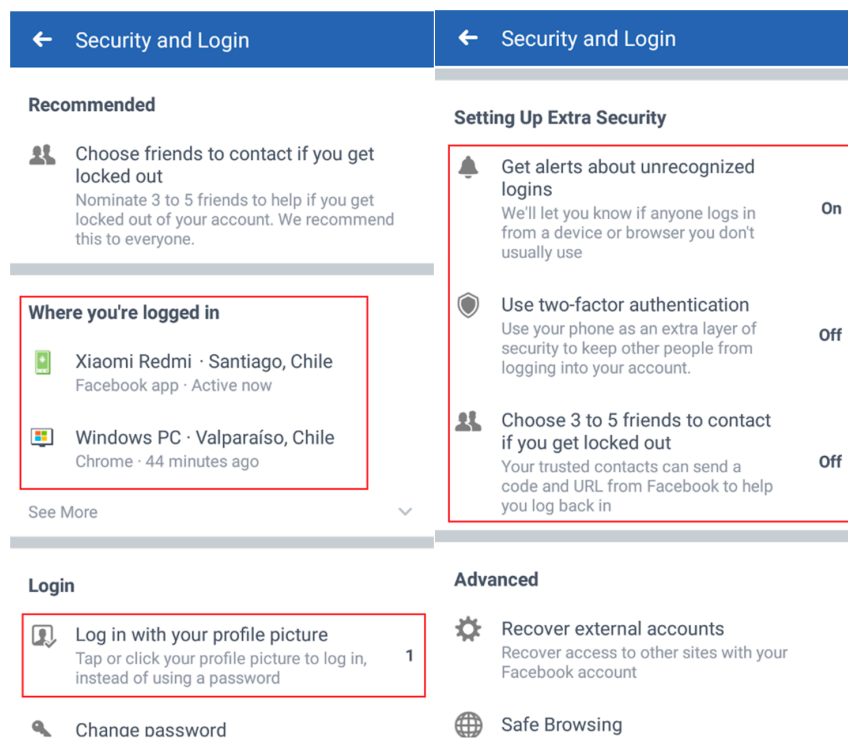 Security and Login
Recommended
Choose friends to contact if you get
locked out
Nominate 3 to 5 friends to help if you get
locked out of your account. We recommend
this to everyone.
Where you're logged in
Xiaomi Redmi · Santiago, Chile
Facebook app · Active now
Windows PC · Valparaíso, Chile
Chrome · 44 minutes ago
See More
Login
Log in with your profile picture
Tap or click your profile picture to log in,
instead of using a password
1
Change password
Security and Login
Setting Up Extra Security
Get alerts about unrecognized
logins
We'll let you know if anyone logs in
from a device or browser you don't
usually use
On
Use two-factor authentication
Use your phone as an extra layer of
security to keep other people from
logging into your account.
Off
Choose 3 to 5 friends to contact
if you get locked out
Your trusted contacts can send a
code and URL from Facebook to help
you log back in
Off
Advanced
Recover external accounts
Recover access to other sites with your
Facebook account
Safe Browsing